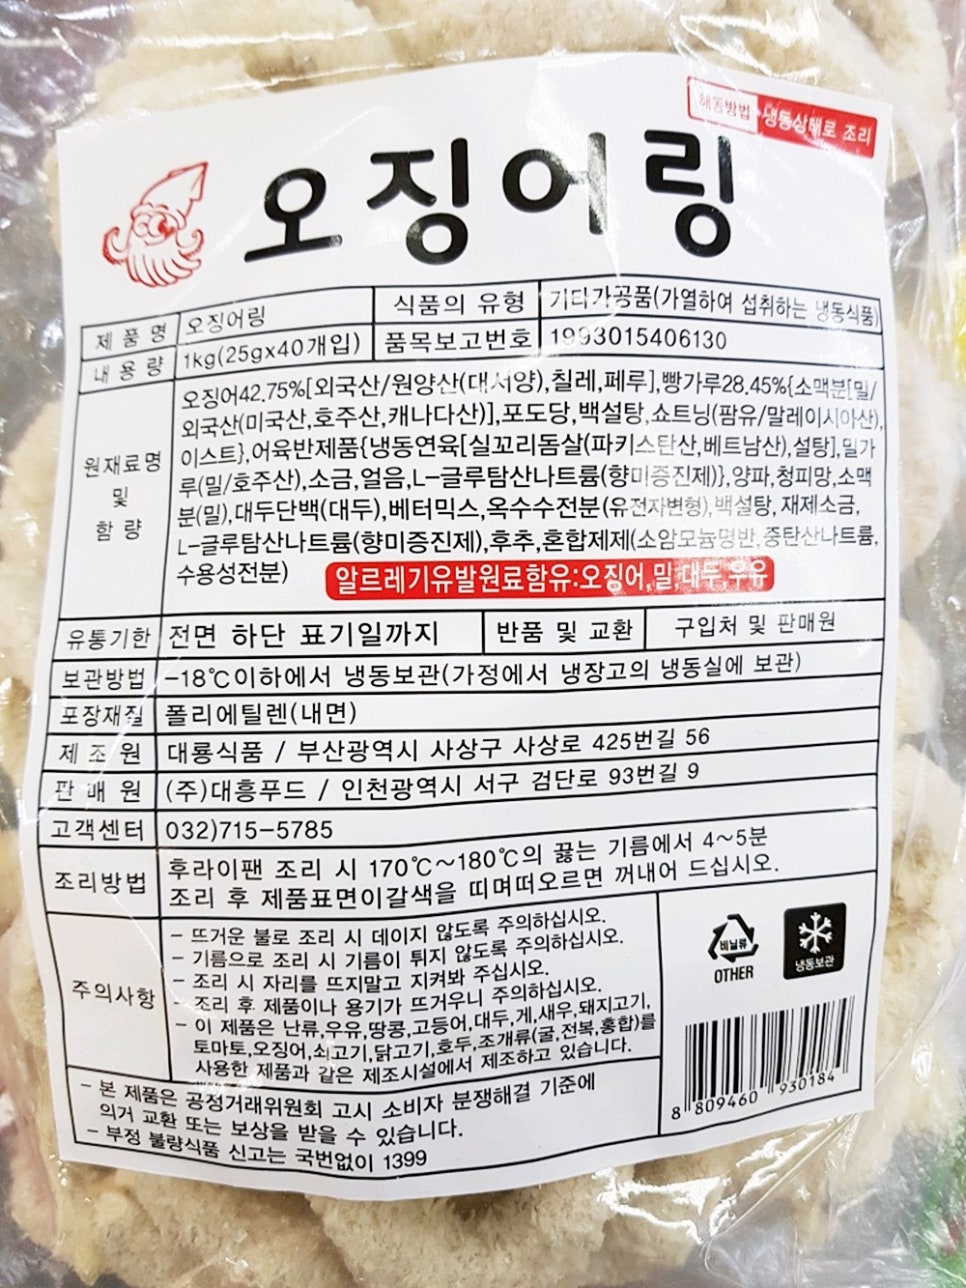 해동방법 냉동상태로 조리
오징어링
제 품 명 오징어링 식품의 유형 기타가공품(가열하여 섭취하는 냉동식품)
내 용 량 1kg(25gx40개입) 품목보고번호 1993015406130
원재료명 및 함 량
오징어42.75%[외국산/원양산(대서양),칠레,페루],빵가루28.45%{소맥분[밀/
외국산(미국산,호주산,캐나다산)],포도당,백설탕,쇼트닝(팜유/말레이시아산),
이스트},어육반제품{냉동연육[실꼬리돔살(파키스탄산,베트남산),설탕],밀가
루(밀/호주산),소금,얼음,L-글루탐산나트륨(향미증진제)},양파,청피망,소맥
분(밀),대두단백(대두),베터믹스,옥수수전분(유전자변형),백설탕,재제소금,
L-글루탐산나트륨(향미증진제),후추,혼합제제(소암모늄명반,중탄산나트륨,
수용성전분) 알르레기유발원료함유:오징어,밀,대두,우유
유통기한 전면 하단 표기일까지 반품 및 교환 구입처 및 판매원
보관방법 -18℃이하에서 냉동보관(가정에서 냉장고의 냉동실에 보관)
포장재질 폴리에틸렌(내면)
제 조 원 대룡식품 / 부산광역시 사상구 사상로 425번길 56
판 매 원 (주)대흥푸드 / 인천광역시 서구 검단로 93번길 9
고객센터 032)715-5785
조리방법 후라이팬 조리 시 170℃~180℃의 끓는 기름에서 4~5분
조리 후 제품표면이갈색을 띠며떠오르면 꺼내어 드십시오.
주의사항
- 뜨거운 불로 조리 시 데이지 않도록 주의하십시오.
- 기름으로 조리 시 기름이 튀지 않도록 주의하십시오.
- 조리 시 자리를 뜨지말고 지켜봐 주십시오.
- 조리 후 제품이나 용기가 뜨거우니 주의하십시오.
- 이 제품은 난류,우유,땅콩,고등어,대두,게,새우,돼지고기,
토마토,오징어,쇠고기,닭고기,호두,조개류(굴,전복,홍합)를
사용한 제품과 같은 제조시설에서 제조하고 있습니다.
비닐류
OTHER
냉동보관
- 본 제품은 공정거래위원회 고시 소비자 분쟁해결 기준에
의거 교환 또는 보상을 받을 수 있습니다.
- 부정 불량식품 신고는 국번없이 1399
8 809460 930184